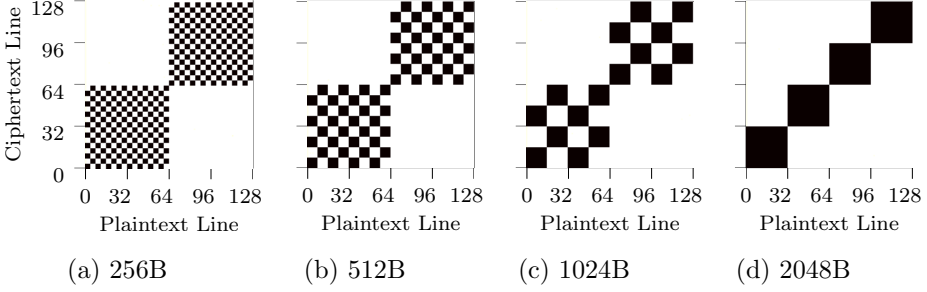 Ciphertext Line
128
96
64
32
0
0 32 64 96 128
Plaintext Line
(a) 256B
0 32 64 96 128
Plaintext Line
(b) 512B
0 32 64 96 128
Plaintext Line
(c) 1024B
0 32 64 96 128
Plaintext Line
(d) 2048B